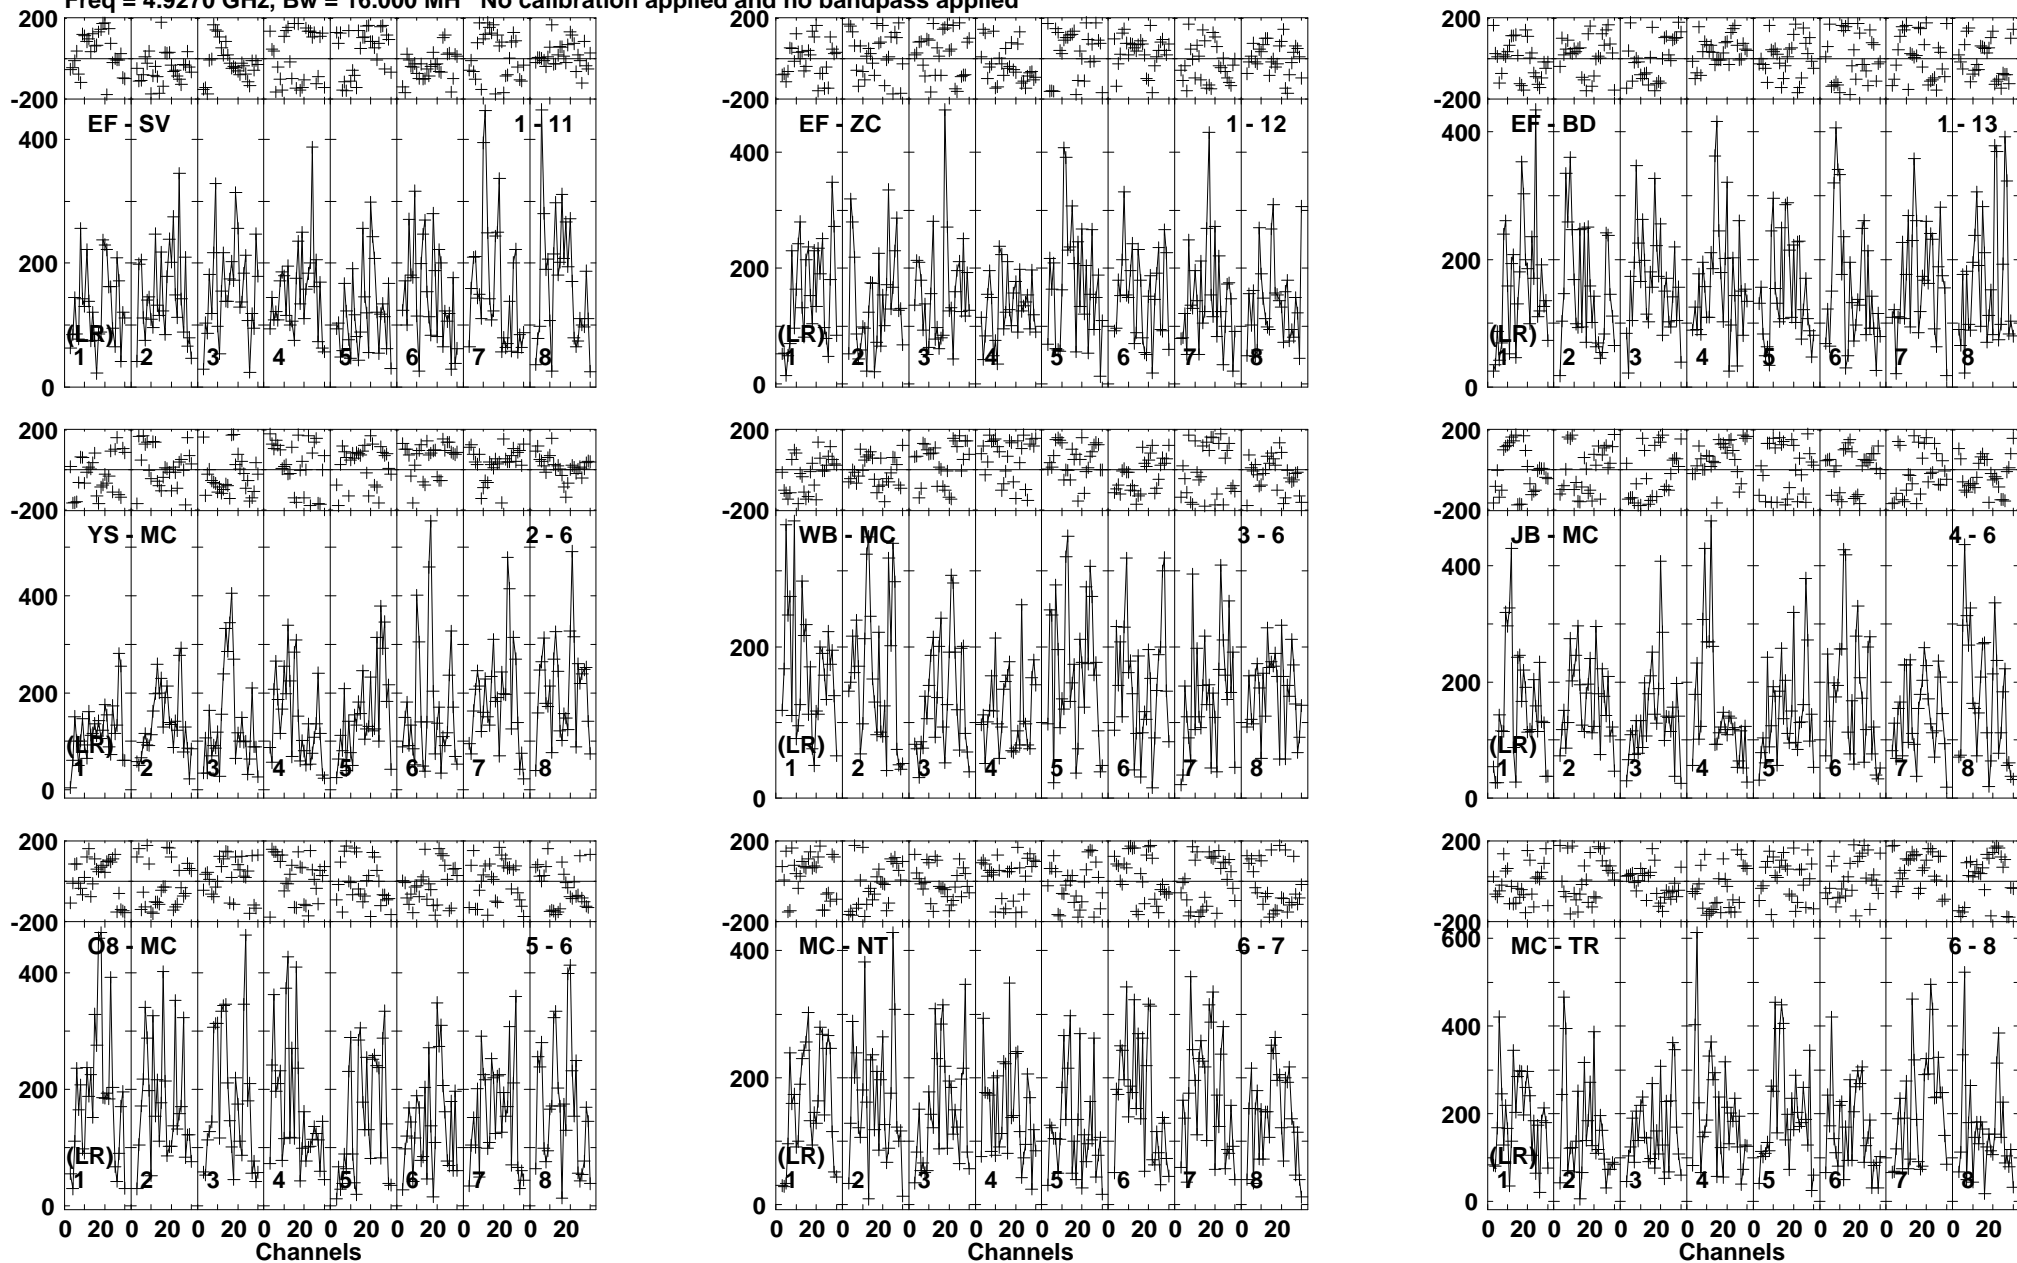 Freq = 4.9270 GHz, Bw = 16.000 MH No calibration applied and no bandpass applied
200
-200
EF - SV 1 - 11
400
200
0
(LR)
1 2 3 4 5 6 7 8
200
-200
EF - ZC 1 - 12
400
200
0
(LR)
1 2 3 4 5 6 7 8
200
-200
EF - BD 1 - 13
400
200
0
(LR)
1 2 3 4 5 6 7 8
200
-200
YS - MC 2 - 6
400
200
0
(LR)
1 2 3 4 5 6 7 8
200
-200
WB - MC 3 - 6
200
0
(LR)
1 2 3 4 5 6 7 8
200
-200
JB - MC 4 - 6
400
200
0
(LR)
1 2 3 4 5 6 7 8
200
-200
O8 - MC 5 - 6
400
200
0
(LR)
1 2 3 4 5 6 7 8
0 20 0 20 0 20 0 20 0 20 0 20 0 20 0 20
Channels
200
-200
MC - NT 6 - 7
400
200
0
(LR)
1 2 3 4 5 6 7 8
0 20 0 20 0 20 0 20 0 20 0 20 0 20 0 20
Channels
200
-200
MC - TR 6 - 8
600
400
200
0
(LR)
1 2 3 4 5 6 7 8
0 20 0 20 0 20 0 20 0 20 0 20 0 20 0 20
Channels